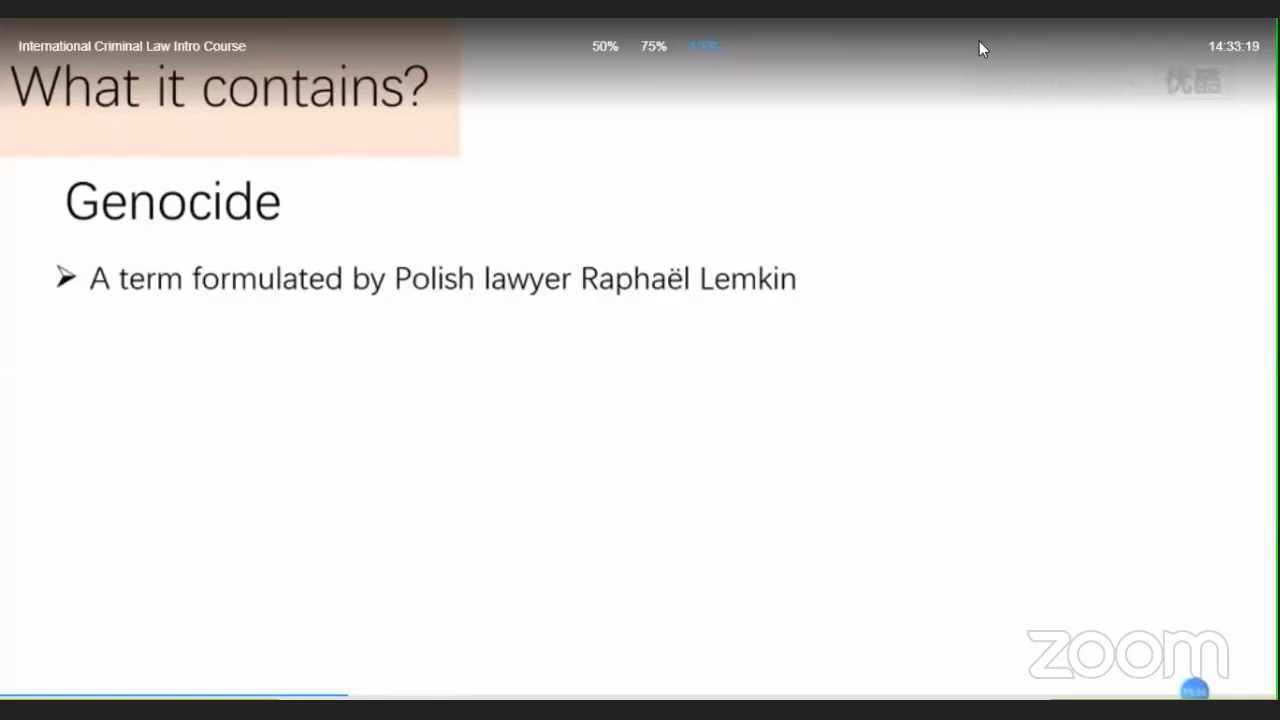 International Criminal Law Intro Course 50% 75% 100% 14:33:19
What it contains?
优酷
Genocide
➢ A term formulated by Polish lawyer Raphaël Lemkin
zoom